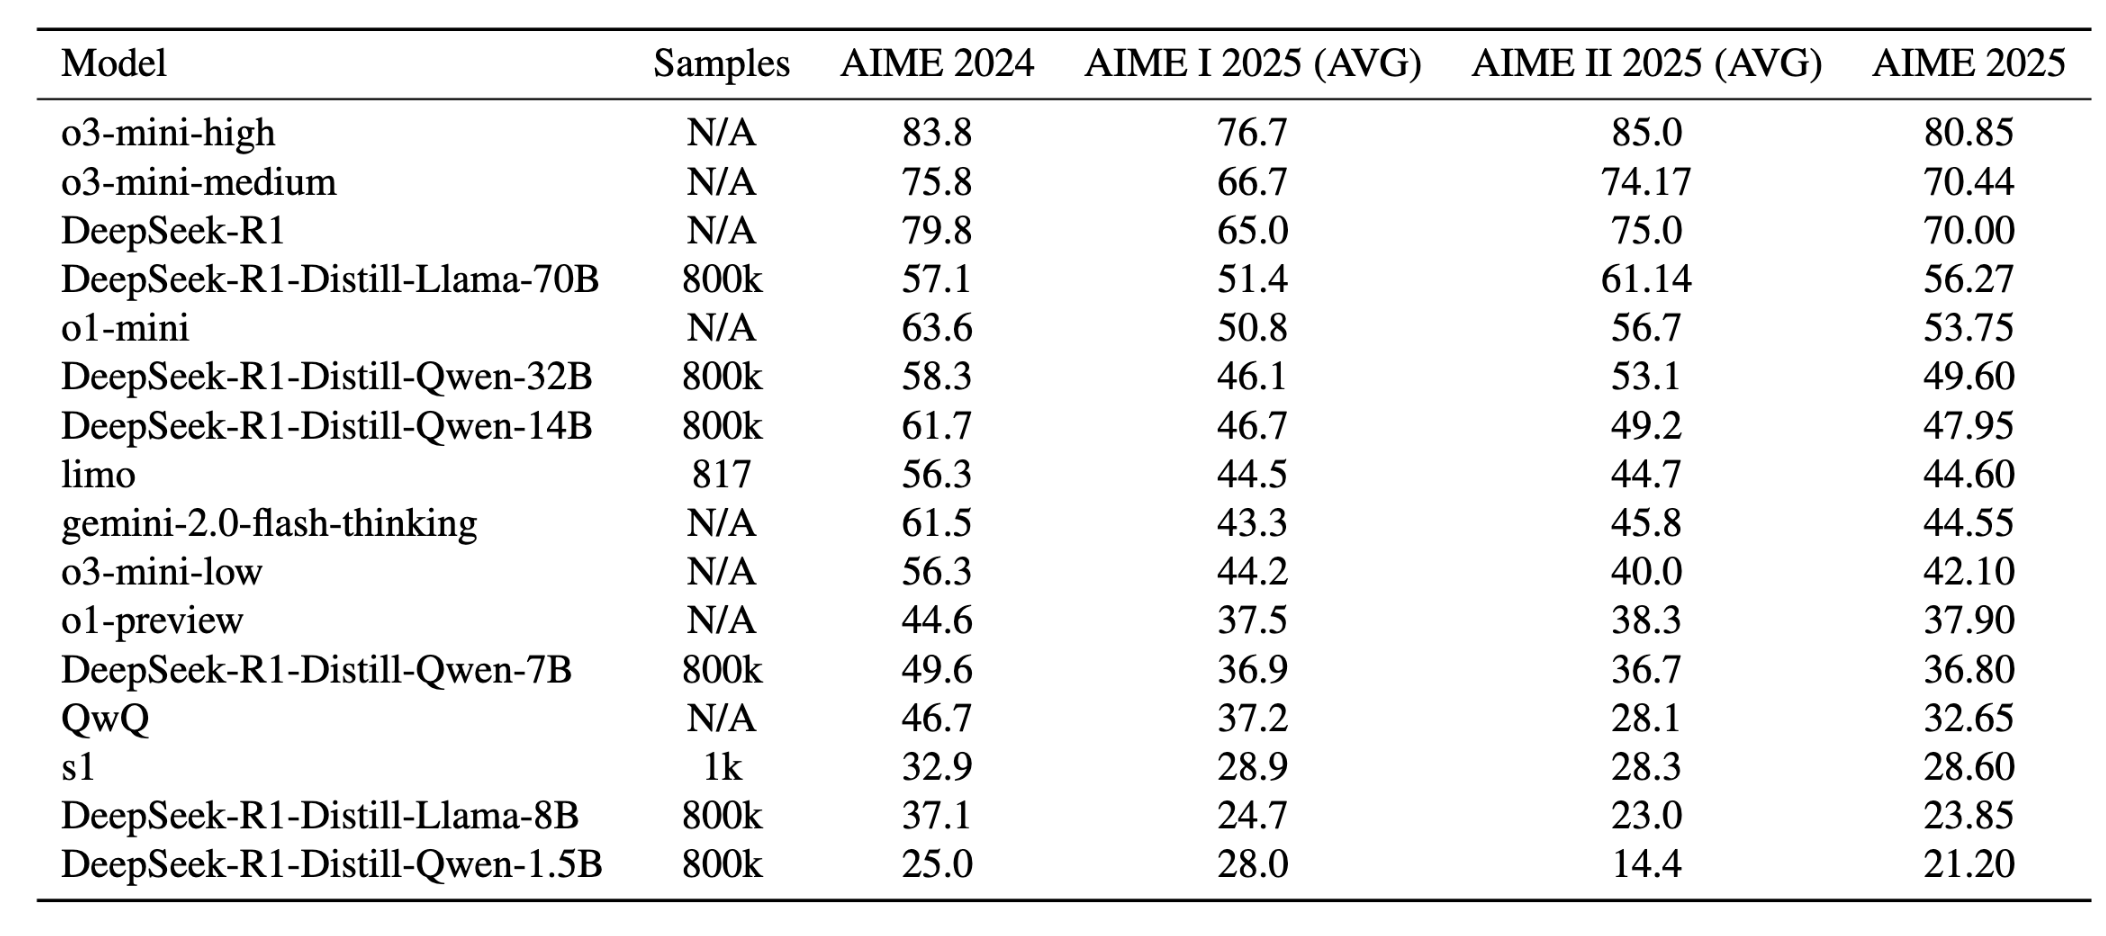 Model Samples AIME 2024 AIME I 2025 (AVG) AIME II 2025 (AVG) AIME 2025
o3-mini-high N/A 83.8 76.7 85.0 80.85
o3-mini-medium N/A 75.8 66.7 74.17 70.44
DeepSeek-R1 N/A 79.8 65.0 75.0 70.00
DeepSeek-R1-Distill-Llama-70B 800k 57.1 51.4 61.14 56.27
o1-mini N/A 63.6 50.8 56.7 53.75
DeepSeek-R1-Distill-Qwen-32B 800k 58.3 46.1 53.1 49.60
DeepSeek-R1-Distill-Qwen-14B 800k 61.7 46.7 49.2 47.95
limo 817 56.3 44.5 44.7 44.60
gemini-2.0-flash-thinking N/A 61.5 43.3 45.8 44.55
o3-mini-low N/A 56.3 44.2 40.0 42.10
o1-preview N/A 44.6 37.5 38.3 37.90
DeepSeek-R1-Distill-Qwen-7B 800k 49.6 36.9 36.7 36.80
QwQ N/A 46.7 37.2 28.1 32.65
s1 1k 32.9 28.9 28.3 28.60
DeepSeek-R1-Distill-Llama-8B 800k 37.1 24.7 23.0 23.85
DeepSeek-R1-Distill-Qwen-1.5B 800k 25.0 28.0 14.4 21.20